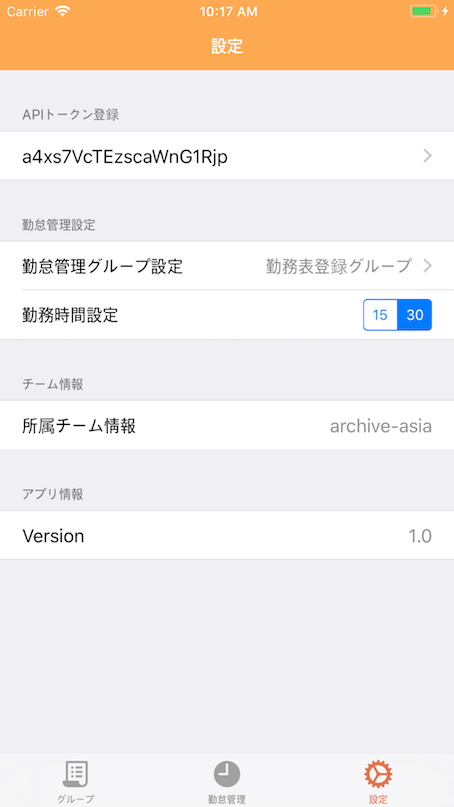 Carrier 10:17 AM
設定
APIトークン登録
a4xs7VcTEzscaWnG1Rjp
勤怠管理設定
勤怠管理グループ設定 勤務表登録グループ
勤務時間設定 15 30
チーム情報
所属チーム情報 archive-asia
アプリ情報
Version 1.0
グループ 勤怠管理 設定